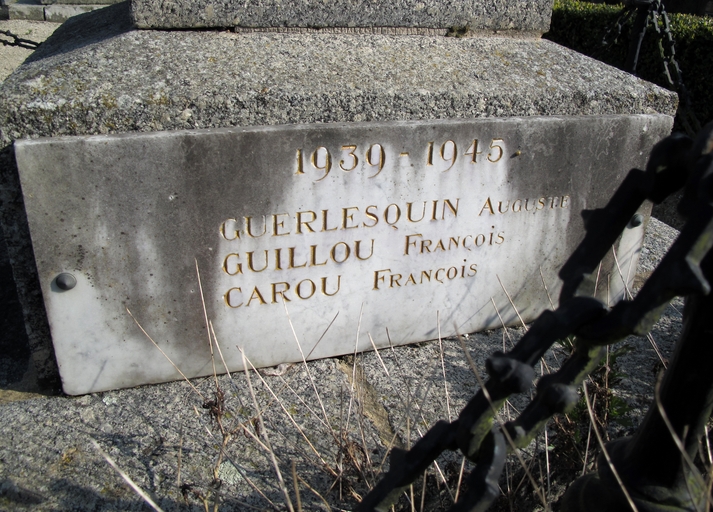 1939 - 1945
GUERLESQUIN AUGUSTE
GUILLOU FRANÇOIS
CAROU FRANÇOIS